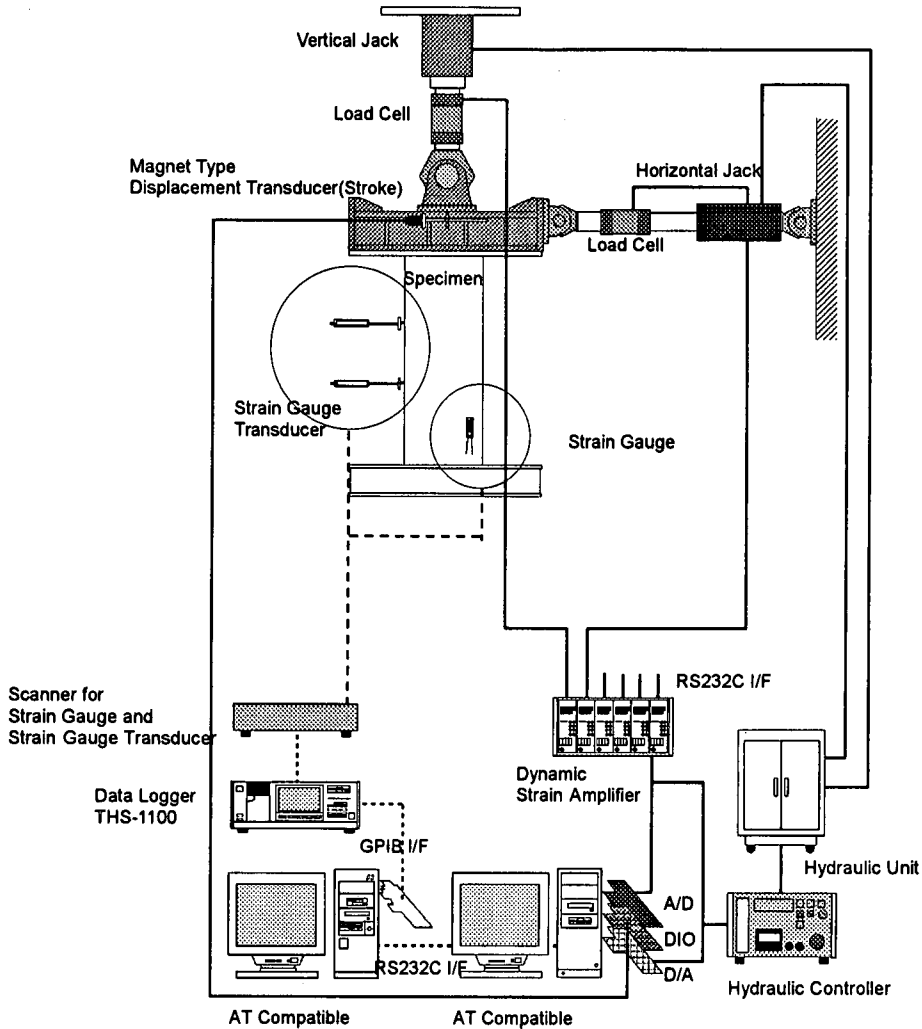 Vertical Jack
Load Cell
Magnet Type
Displacement Transducer(Stroke)
Horizontal Jack
Load Cell
Specimen
Strain Gauge
Transducer
Strain Gauge
Scanner for
Strain Gauge and
Strain Gauge Transducer
RS232C I/F
Dynamic
Strain Amplifier
Data Logger
THS-1100
GPIB I/F
Hydraulic Unit
A/D
DIO
D/A
RS232C I/F
Hydraulic Controller
AT Compatible
AT Compatible